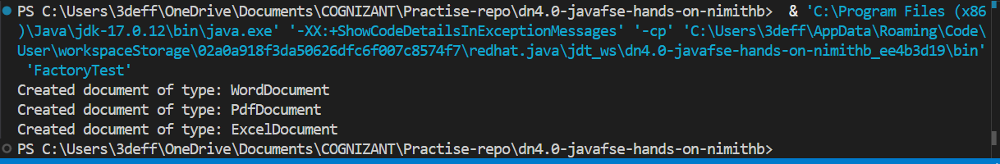 PS C:\Users\3deff\OneDrive\Documents\COGNIZANT\Practise-repo\dn4.0-javafse-hands-on-nimithb>  & 'C:\Program Files (x86
)\Java\jdk-17.0.12\bin\java.exe' '-XX:+ShowCodeDetailsInExceptionMessages' '-cp' 'C:\Users\3deff\AppData\Roaming\Code\
User\workspaceStorage\02a0a918f3da50626dfc6f007c8574f7\redhat.java\jdt_ws\dn4.0-javafse-hands-on-nimithb_ee4b3d19\bin'
 'FactoryTest'
Created document of type: WordDocument
Created document of type: PdfDocument
Created document of type: ExcelDocument
PS C:\Users\3deff\OneDrive\Documents\COGNIZANT\Practise-repo\dn4.0-javafse-hands-on-nimithb>